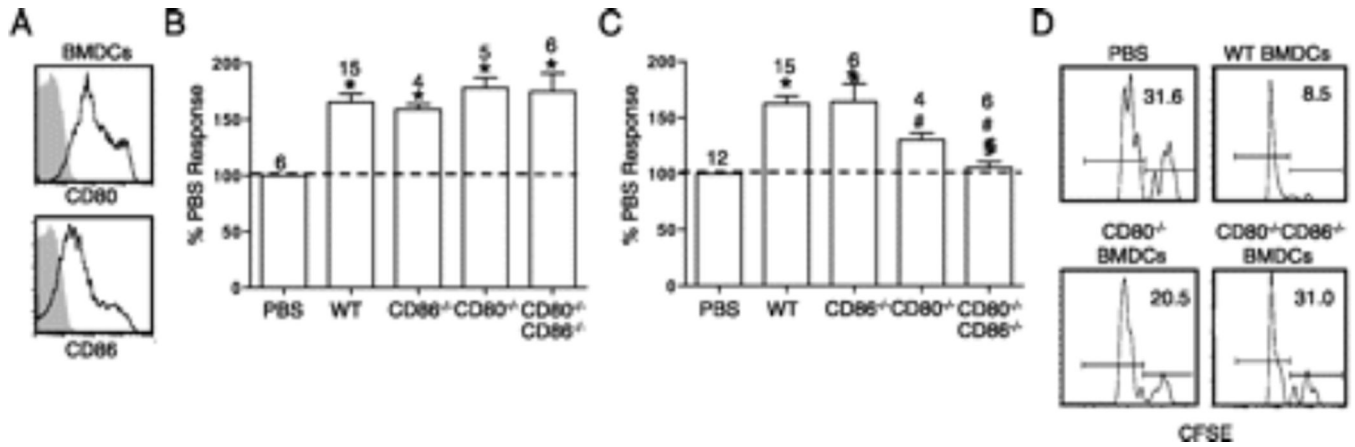 A
BMDCs
CD80
CD86
B
% PBS Response
200
150
100
50
0
6
15
*
4
*
5
*
6
*
PBS
WT
CD86-/-
CD80-/-
CD80-/-
CD86-/-
C
% PBS Response
200
150
100
50
0
12
15
*
6
4
#
6
#
PBS
WT
CD86-/-
CD80-/-
CD80-/-
CD86-/-
D
PBS
31.6
WT BMDCs
8.5
CD80-/-
BMDCs
20.5
CD80-/-CD86-/-
BMDCs
31.0
CFSE